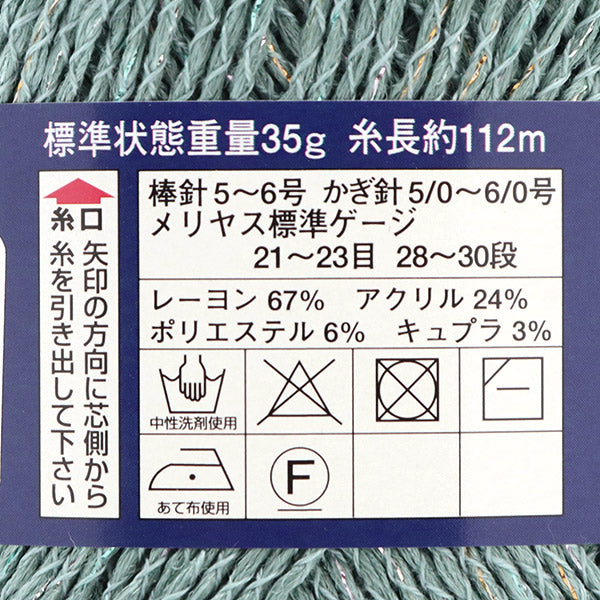 標準状態重量35g 糸長約112m
糸口
矢印の方向に芯側から
糸を引き出して下さい
棒針5～6号 かぎ針5/0～6/0号
メリヤス標準ゲージ
21～23目 28～30段
レーヨン67% アクリル24%
ポリエステル6% キュプラ3%
中性洗剤使用
あて布使用
F